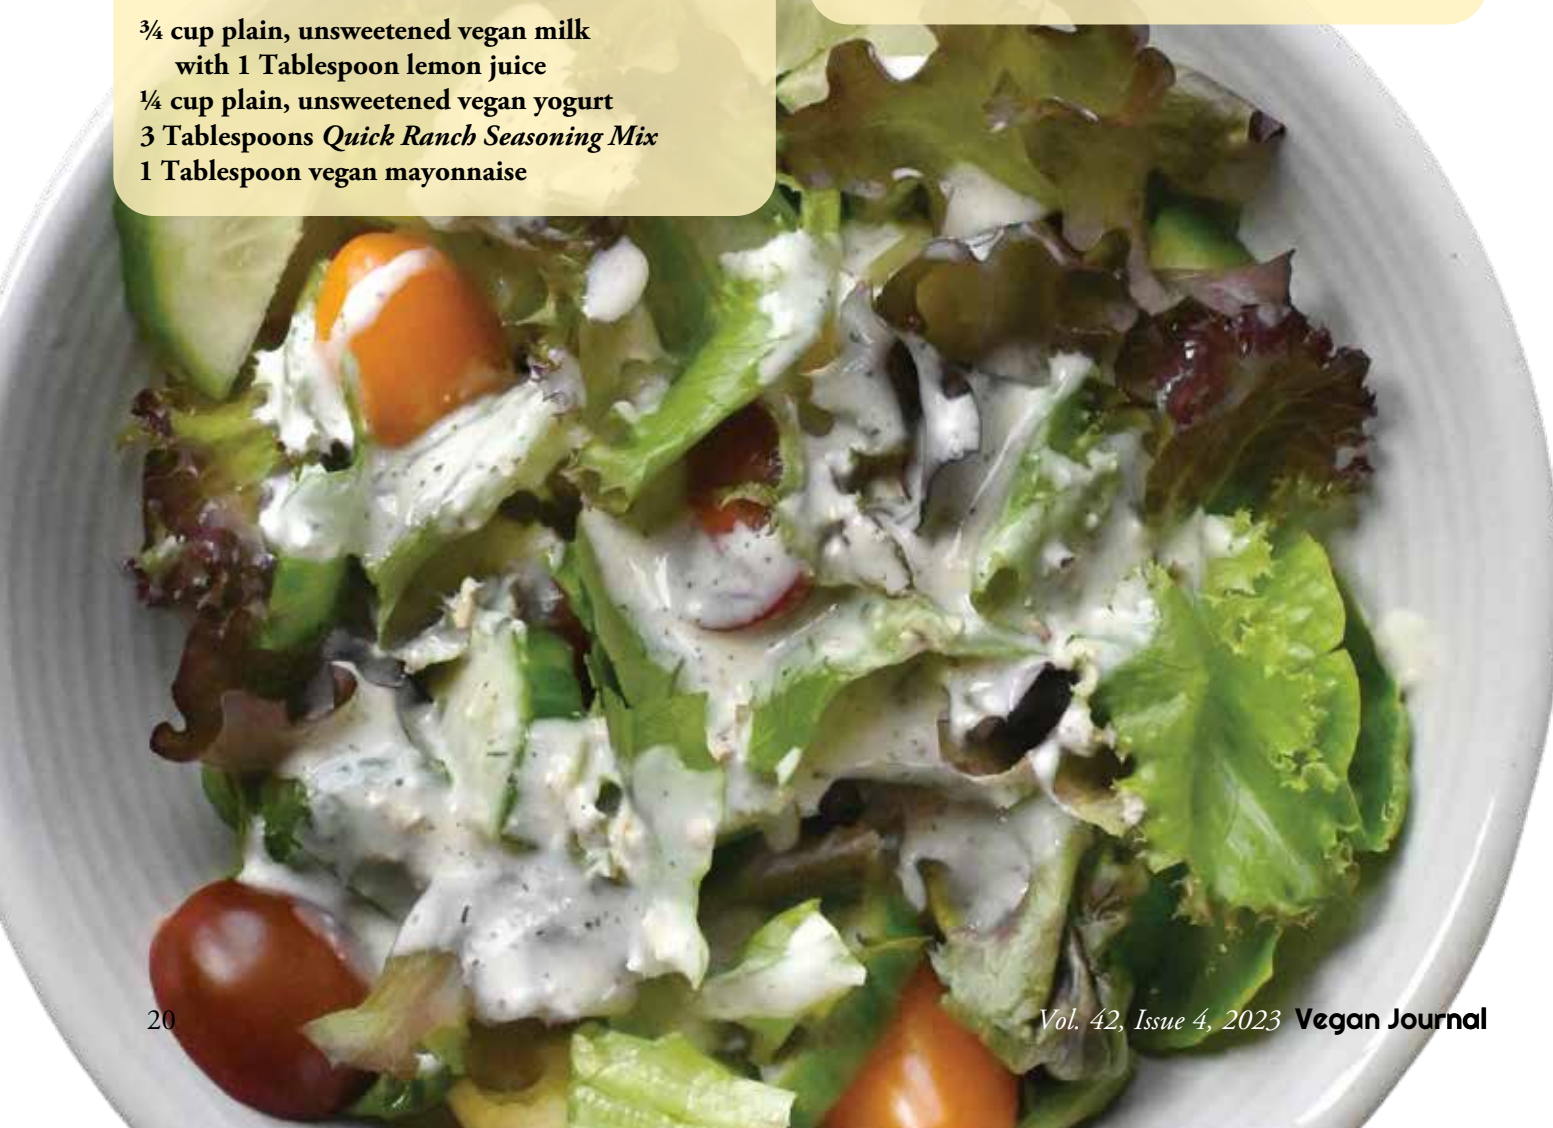 ¾ cup plain, unsweetened vegan milk
with 1 Tablespoon lemon juice
¼ cup plain, unsweetened vegan yogurt
3 Tablespoons Quick Ranch Seasoning Mix
1 Tablespoon vegan mayonnaise
20
Vol. 42, Issue 4, 2023 Vegan Journal